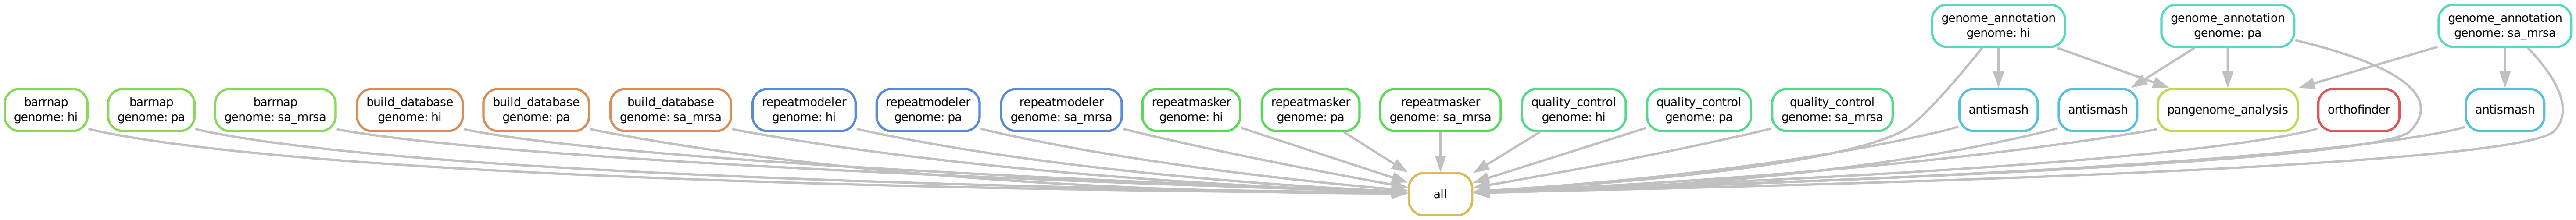 genome_annotation
genome: hi
genome_annotation
genome: pa
genome_annotation
genome: sa_mrsa
barrnap
genome: hi
barrnap
genome: pa
barrnap
genome: sa_mrsa
build_database
genome: hi
build_database
genome: pa
build_database
genome: sa_mrsa
repeatmodeler
genome: hi
repeatmodeler
genome: pa
repeatmodeler
genome: sa_mrsa
repeatmasker
genome: hi
repeatmasker
genome: pa
repeatmasker
genome: sa_mrsa
quality_control
genome: hi
quality_control
genome: pa
quality_control
genome: sa_mrsa
antismash
antismash
pangenome_analysis
orthofinder
antismash
all